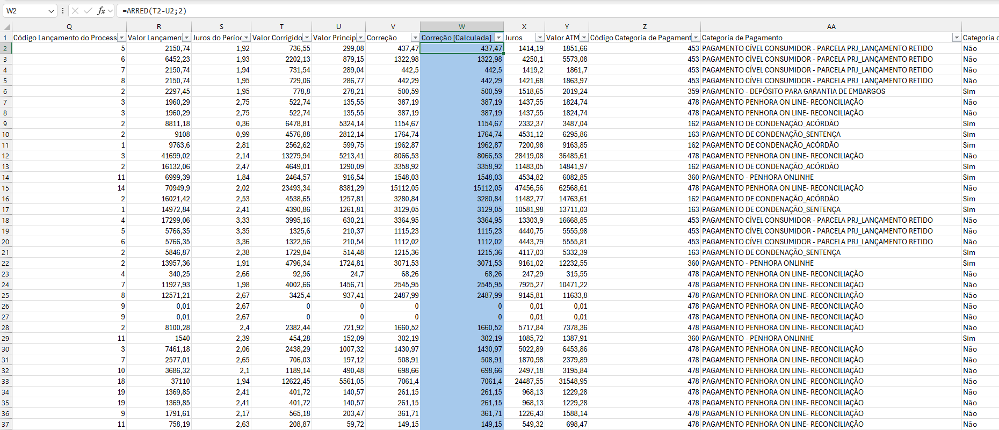 W2 fx =ARRED(T2-U2;2)
Q R S T U V W X Y Z AA
1 Código Lançamento do Process Valor Lançament Juros do Períoc Valor Corrigido Valor Princip Correção Correção [Calculada] Juros Valor ATM Código Categoria de Pagament Categoria de Pagamento Categoria d
2 5 2150,74 1,92 736,55 299,08 437,47 437,47 1414,19 1851,66 453 PAGAMENTO CÍVEL CONSUMIDOR - PARCELA PRJ_LANÇAMENTO RETIDO Não
3 6 6452,23 1,93 2202,13 879,15 1322,98 1322,98 4250,1 5573,08 453 PAGAMENTO CÍVEL CONSUMIDOR - PARCELA PRJ_LANÇAMENTO RETIDO Não
4 7 2150,74 1,94 731,54 289,04 442,5 442,5 1419,2 1861,7 453 PAGAMENTO CÍVEL CONSUMIDOR - PARCELA PRJ_LANÇAMENTO RETIDO Não
5 8 2150,74 1,95 729,06 286,77 442,29 442,29 1421,68 1863,97 453 PAGAMENTO CÍVEL CONSUMIDOR - PARCELA PRJ_LANÇAMENTO RETIDO Não
6 2 2297,45 1,95 778,8 278,21 500,59 500,59 1518,65 2019,24 359 PAGAMENTO - DEPÓSITO PARA GARANTIA DE EMBARGOS Sim
7 3 1960,29 2,75 522,74 135,55 387,19 387,19 1437,55 1824,74 478 PAGAMENTO PENHORA ON LINE- RECONCILIAÇÃO Não
8 3 1960,29 2,75 522,74 135,55 387,19 387,19 1437,55 1824,74 478 PAGAMENTO PENHORA ON LINE- RECONCILIAÇÃO Não
9 2 8811,18 0,36 6478,81 5324,14 1154,67 1154,67 2332,37 3487,04 162 PAGAMENTO DE CONDENAÇÃO_ACÓRDÃO Sim
10 2 9108 0,99 4576,88 2812,14 1764,74 1764,74 4531,12 6295,86 163 PAGAMENTO DE CONDENAÇÃO_SENTENÇA Sim
11 1 9763,6 2,81 2562,62 599,75 1962,87 1962,87 7200,98 9163,85 162 PAGAMENTO DE CONDENAÇÃO_ACÓRDÃO Sim
12 3 41699,02 2,14 13279,94 5213,41 8066,53 8066,53 28419,08 36485,61 478 PAGAMENTO PENHORA ON LINE- RECONCILIAÇÃO Não
13 2 16132,06 2,47 4649,01 1290,09 3358,92 3358,92 11483,05 14841,97 162 PAGAMENTO DE CONDENAÇÃO_ACÓRDÃO Sim
14 11 6999,39 1,84 2464,57 916,54 1548,03 1548,03 4534,82 6082,85 360 PAGAMENTO - PENHORA ONLINHE Sim
15 14 70949,9 2,02 23493,34 8381,29 15112,05 15112,05 47456,56 62568,61 478 PAGAMENTO PENHORA ON LINE- RECONCILIAÇÃO Não
16 2 16021,42 2,53 4538,65 1257,81 3280,84 3280,84 11482,77 14763,61 162 PAGAMENTO DE CONDENAÇÃO_ACÓRDÃO Sim
17 1 14972,84 2,41 4390,86 1261,81 3129,05 3129,05 10581,98 13711,03 163 PAGAMENTO DE CONDENAÇÃO_SENTENÇA Sim
18 4 17299,06 3,33 3995,16 630,21 3364,95 3364,95 13303,9 16668,85 453 PAGAMENTO CÍVEL CONSUMIDOR - PARCELA PRJ_LANÇAMENTO RETIDO Não
19 5 5766,35 3,35 1325,6 210,37 1115,23 1115,23 4440,75 5555,98 453 PAGAMENTO CÍVEL CONSUMIDOR - PARCELA PRJ_LANÇAMENTO RETIDO Não
20 6 5766,35 3,36 1322,56 210,54 1112,02 1112,02 4443,79 5555,81 453 PAGAMENTO CÍVEL CONSUMIDOR - PARCELA PRJ_LANÇAMENTO RETIDO Não
21 2 5846,87 2,38 1729,84 514,48 1215,36 1215,36 4117,03 5332,39 163 PAGAMENTO DE CONDENAÇÃO_SENTENÇA Sim
22 2 13957,36 1,91 4796,34 1724,81 3071,53 3071,53 9161,02 12232,55 360 PAGAMENTO - PENHORA ONLINHE Sim
23 4 340,25 2,66 92,96 24,7 68,26 68,26 247,29 315,55 478 PAGAMENTO PENHORA ON LINE- RECONCILIAÇÃO Não
24 7 11927,93 1,98 4002,66 1456,71 2545,95 2545,95 7925,27 10471,22 478 PAGAMENTO PENHORA ON LINE- RECONCILIAÇÃO Não
25 8 12571,21 2,67 3425,4 937,41 2487,99 2487,99 9145,81 11633,8 478 PAGAMENTO PENHORA ON LINE- RECONCILIAÇÃO Não
26 9 0,01 2,67 0 0 0 0 0,01 0,01 478 PAGAMENTO PENHORA ON LINE- RECONCILIAÇÃO Não
27 9 0,01 2,67 0 0 0 0 0,01 0,01 478 PAGAMENTO PENHORA ON LINE- RECONCILIAÇÃO Não
28 2 8100,28 2,4 2382,44 721,92 1660,52 1660,52 5717,84 7378,36 478 PAGAMENTO PENHORA ON LINE- RECONCILIAÇÃO Não
29 11 1540 2,39 454,28 152,09 302,19 302,19 1085,72 1387,91 360 PAGAMENTO - PENHORA ONLINHE Sim
30 3 7461,18 2,06 2438,29 1007,32 1430,97 1430,97 5022,89 6453,86 478 PAGAMENTO PENHORA ON LINE- RECONCILIAÇÃO Não
31 7 2577,01 2,65 706,03 197,12 508,91 508,91 1870,98 2379,89 478 PAGAMENTO PENHORA ON LINE- RECONCILIAÇÃO Não
32 10 3686,32 2,1 1189,14 490,48 698,66 698,66 2497,18 3195,84 478 PAGAMENTO PENHORA ON LINE- RECONCILIAÇÃO Não
33 18 37110 1,94 12622,45 5561,05 7061,4 7061,4 24487,55 31548,95 478 PAGAMENTO PENHORA ON LINE- RECONCILIAÇÃO Não
34 19 1369,85 2,41 401,72 140,57 261,15 261,15 968,13 1229,28 478 PAGAMENTO PENHORA ON LINE- RECONCILIAÇÃO Não
35 19 1369,85 2,41 401,72 140,57 261,15 261,15 968,13 1229,28 478 PAGAMENTO PENHORA ON LINE- RECONCILIAÇÃO Não
36 9 1791,61 2,17 565,18 203,47 361,71 361,71 1226,43 1588,14 478 PAGAMENTO PENHORA ON LINE- RECONCILIAÇÃO Não
37 11 758,19 2,63 208,87 59,72 149,15 149,15 549,32 698,47 478 PAGAMENTO PENHORA ON LINE- RECONCILIAÇÃO Não